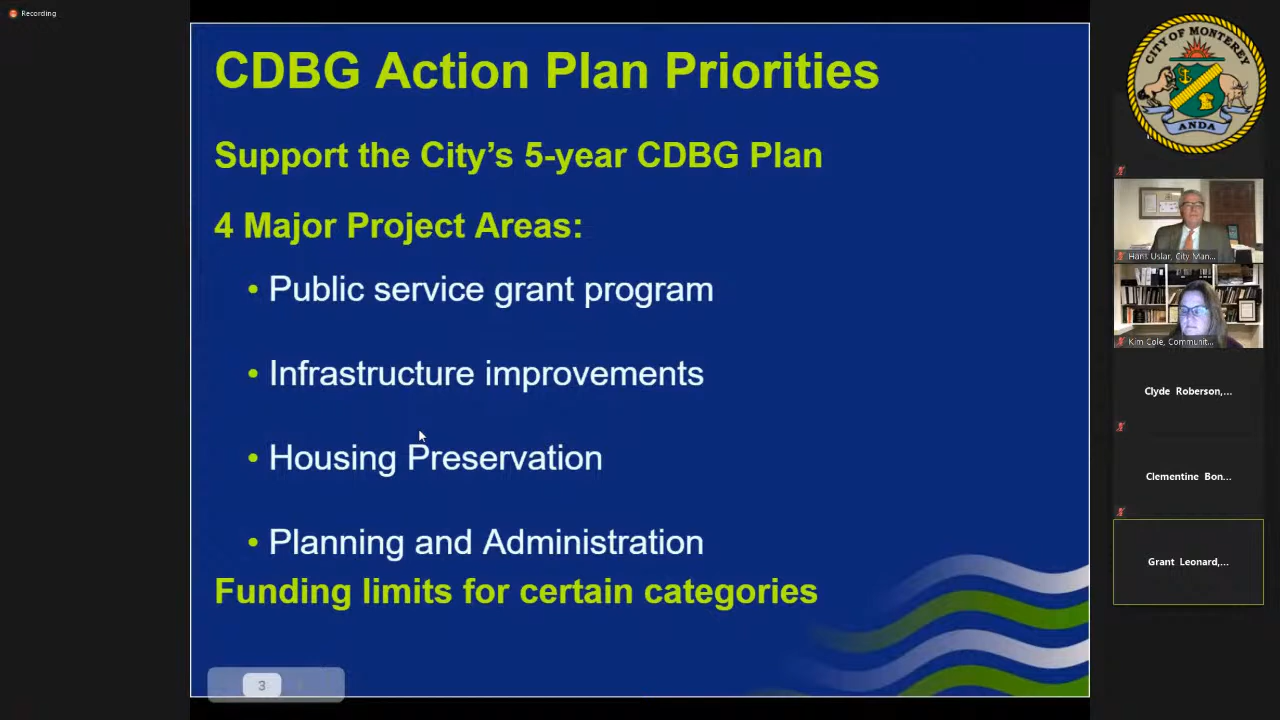 Recording
CDBG Action Plan Priorities
Support the City's 5-year CDBG Plan
4 Major Project Areas:
• Public service grant program
• Infrastructure improvements
• Housing Preservation
• Planning and Administration
Funding limits for certain categories
3
CITY OF MONTEREY
ANDA
Hans Uslar, City Man...
Kim Cole, Communit...
Clyde Roberson,...
Clementine Bon...
Grant Leonard,...